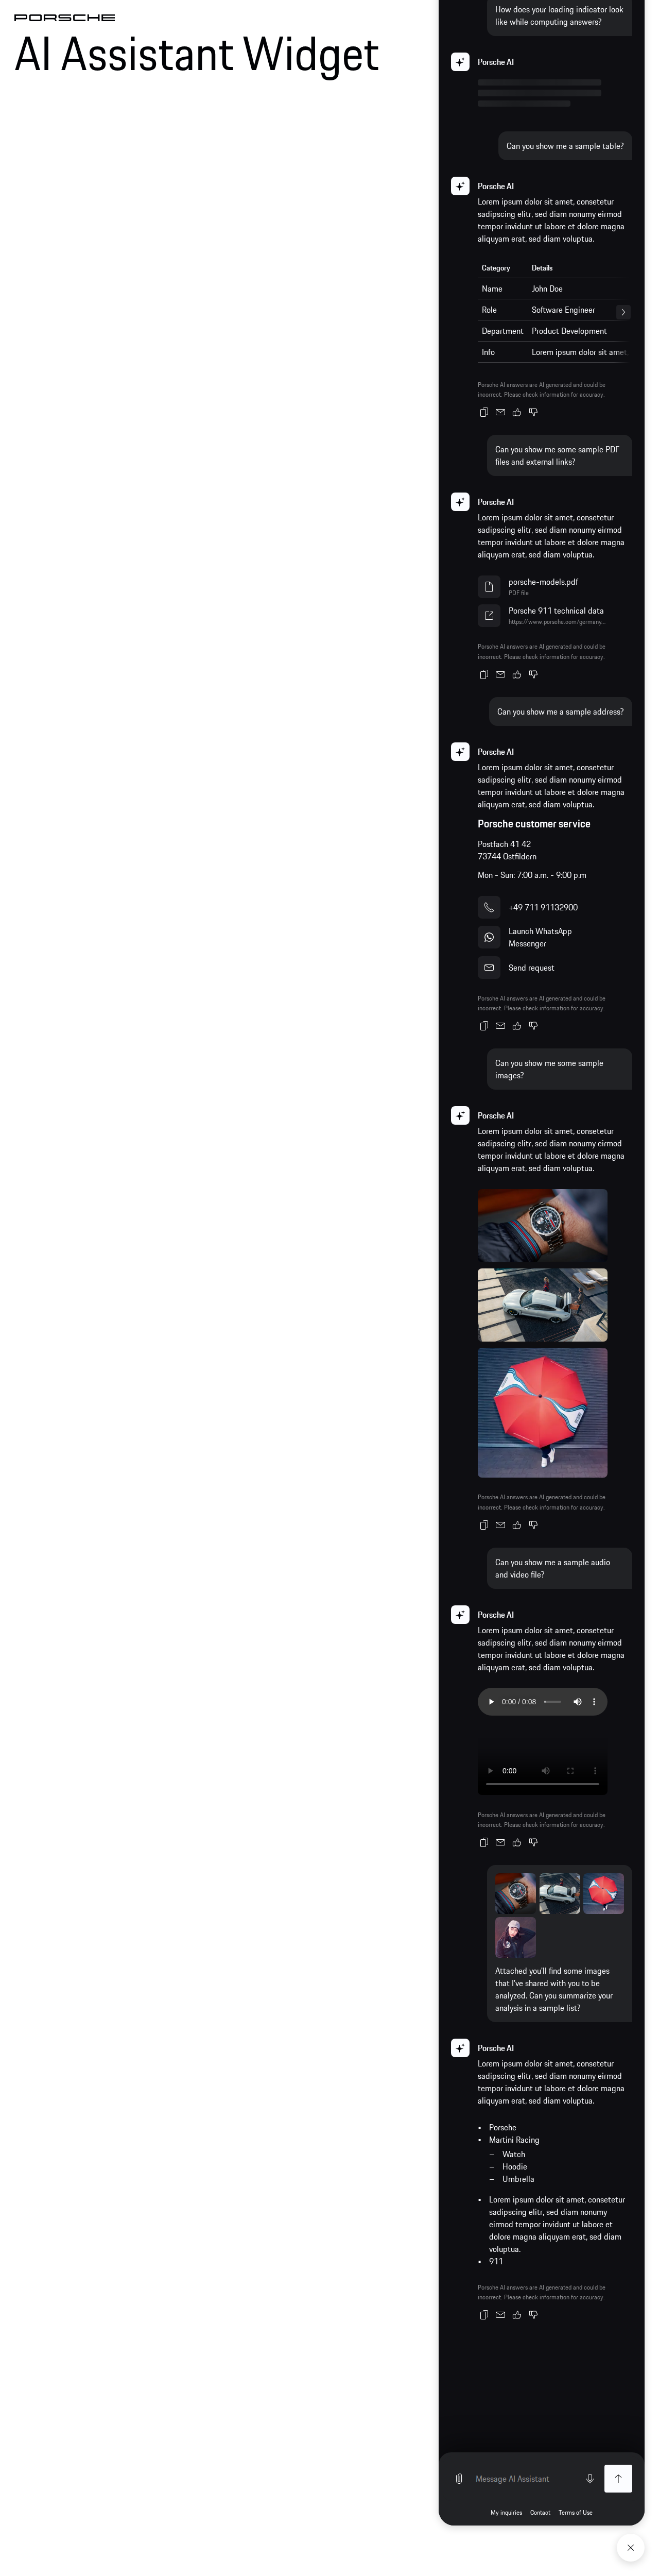 PORSCHE
AI Assistant Widget
How does your loading indicator look
like while computing answers?
Porsche AI
Can you show me a sample table?
Porsche AI
Lorem ipsum dolor sit amet, consetetur
sadipscing elitr, sed diam nonumy eirmod
tempor invidunt ut labore et dolore magna
aliquyam erat, sed diam voluptua.
Category Details
Name John Doe
Role Software Engineer
Department Product Development
Info Lorem ipsum dolor sit amet,
Porsche AI answers are AI generated and could be
incorrect. Please check information for accuracy.
Can you show me some sample PDF
files and external links?
Porsche AI
Lorem ipsum dolor sit amet, consetetur
sadipscing elitr, sed diam nonumy eirmod
tempor invidunt ut labore et dolore magna
aliquyam erat, sed diam voluptua.
porsche-models.pdf
PDF file
Porsche 911 technical data
https://www.porsche.com/germany...
Porsche AI answers are AI generated and could be
incorrect. Please check information for accuracy.
Can you show me a sample address?
Porsche AI
Lorem ipsum dolor sit amet, consetetur
sadipscing elitr, sed diam nonumy eirmod
tempor invidunt ut labore et dolore magna
aliquyam erat, sed diam voluptua.
Porsche customer service
Postfach 41 42
73744 Ostfildern
Mon - Sun: 7:00 a.m. - 9:00 p.m
+49 711 91132900
Launch WhatsApp
Messenger
Send request
Porsche AI answers are AI generated and could be
incorrect. Please check information for accuracy.
Can you show me some sample
images?
Porsche AI
Lorem ipsum dolor sit amet, consetetur
sadipscing elitr, sed diam nonumy eirmod
tempor invidunt ut labore et dolore magna
aliquyam erat, sed diam voluptua.
Porsche AI answers are AI generated and could be
incorrect. Please check information for accuracy.
Can you show me a sample audio
and video file?
Porsche AI
Lorem ipsum dolor sit amet, consetetur
sadipscing elitr, sed diam nonumy eirmod
tempor invidunt ut labore et dolore magna
aliquyam erat, sed diam voluptua.
0:00 / 0:08
0:00
Porsche AI answers are AI generated and could be
incorrect. Please check information for accuracy.
Attached you'll find some images
that I've shared with you to be
analyzed. Can you summarize your
analysis in a sample list?
Porsche AI
Lorem ipsum dolor sit amet, consetetur
sadipscing elitr, sed diam nonumy eirmod
tempor invidunt ut labore et dolore magna
aliquyam erat, sed diam voluptua.
• Porsche
• Martini Racing
– Watch
– Hoodie
– Umbrella
• Lorem ipsum dolor sit amet, consetetur
sadipscing elitr, sed diam nonumy
eirmod tempor invidunt ut labore et
dolore magna aliquyam erat, sed diam
voluptua.
• 911
Porsche AI answers are AI generated and could be
incorrect. Please check information for accuracy.
Message AI Assistant
My inquiries Contact Terms of Use